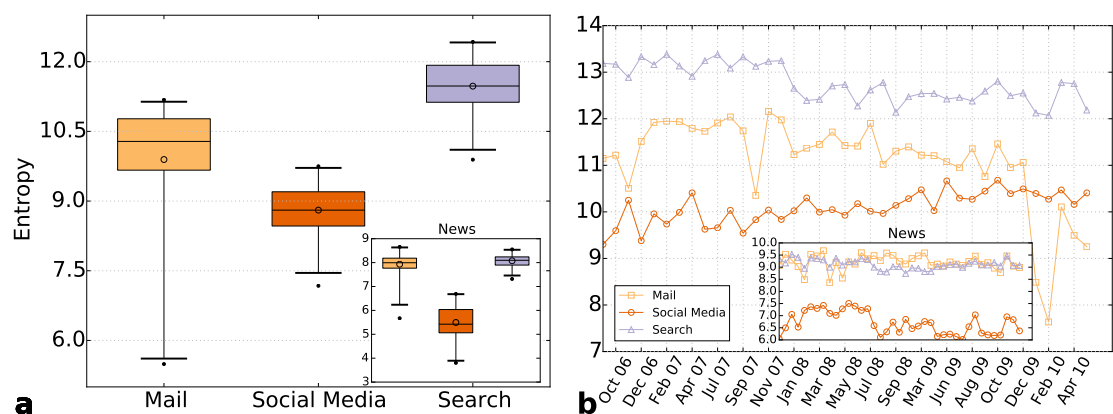 12.0
10.5
9.0
7.5
6.0
Entropy
Mail
Social Media
Search
a
News
9
8
7
6
5
4
3
14
13
12
11
10
9
8
7
Oct 06
Dec 06
Feb 07
Apr 07
Jul 07
Sep 07
Nov 07
Jan 08
Mar 08
May 08
Jul 08
Sep 08
Mar 09
Jun 09
Aug 09
Oct 09
Dec 09
Feb 10
Apr 10
b
Mail
Social Media
Search
News
10.0
9.5
9.0
8.5
8.0
7.5
7.0
6.5
6.0